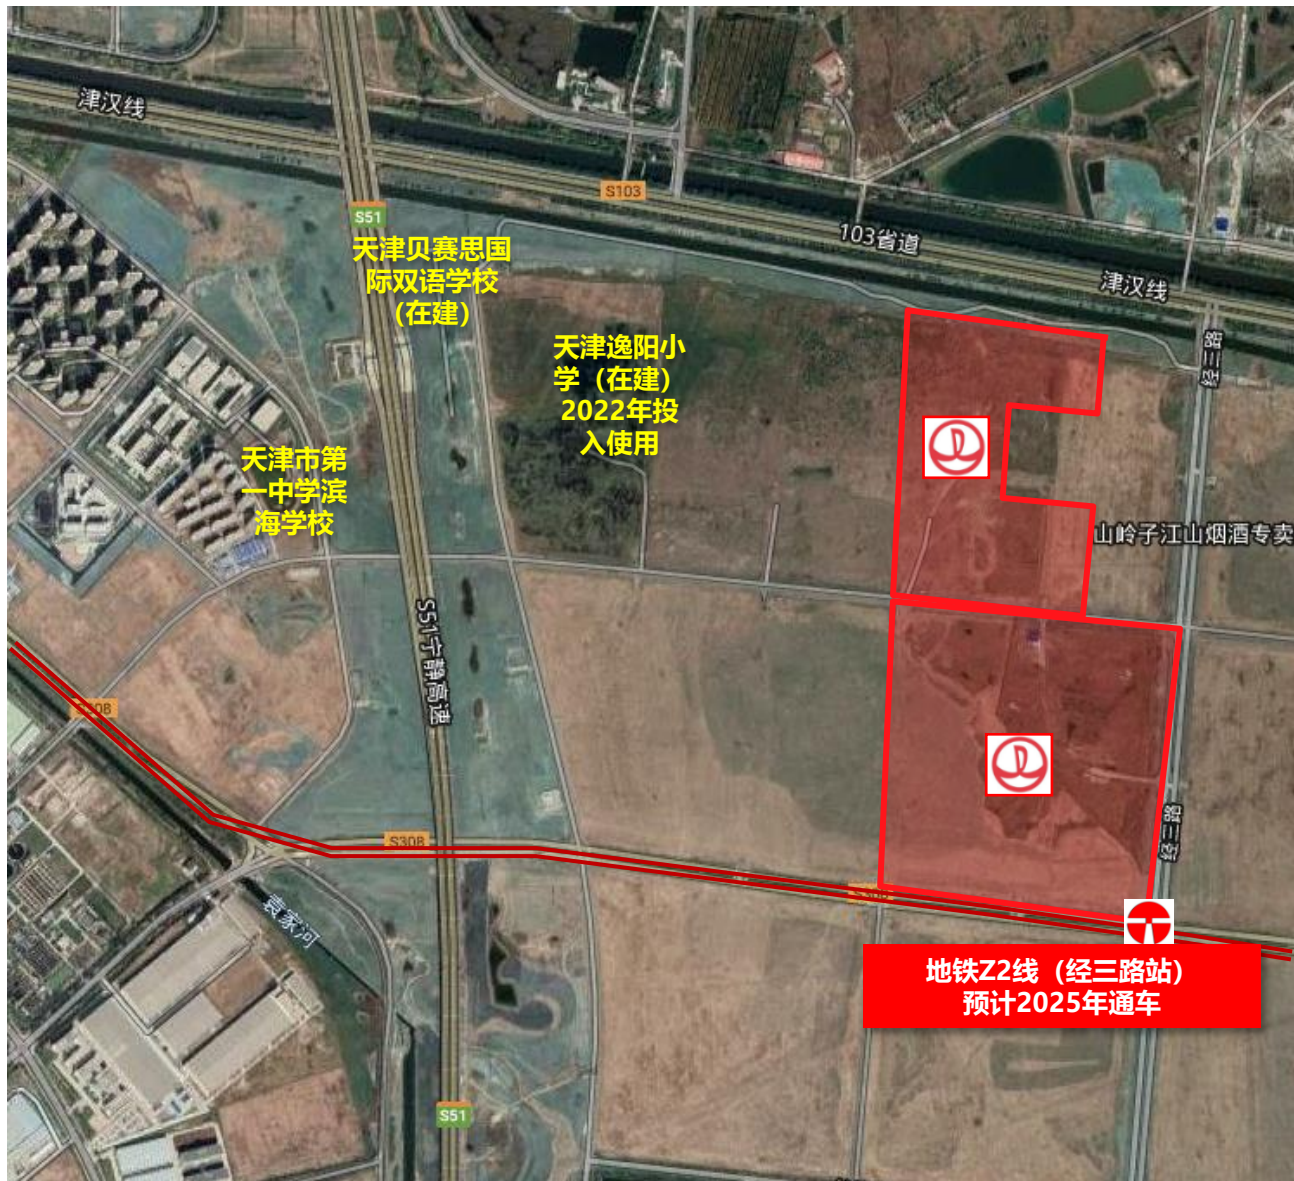 津汉线
S103
S51
103省道
天津贝赛思国
际双语学校
（在建）
津汉线
天津逸阳小
学（在建）
2022年投
入使用
经三路
天津市第
一中学滨
海学校
山岭子江山烟酒专卖
S51宁静高速
S308
S308
经三路
S308
袁家河
地铁Z2线（经三路站）
预计2025年通车
S51